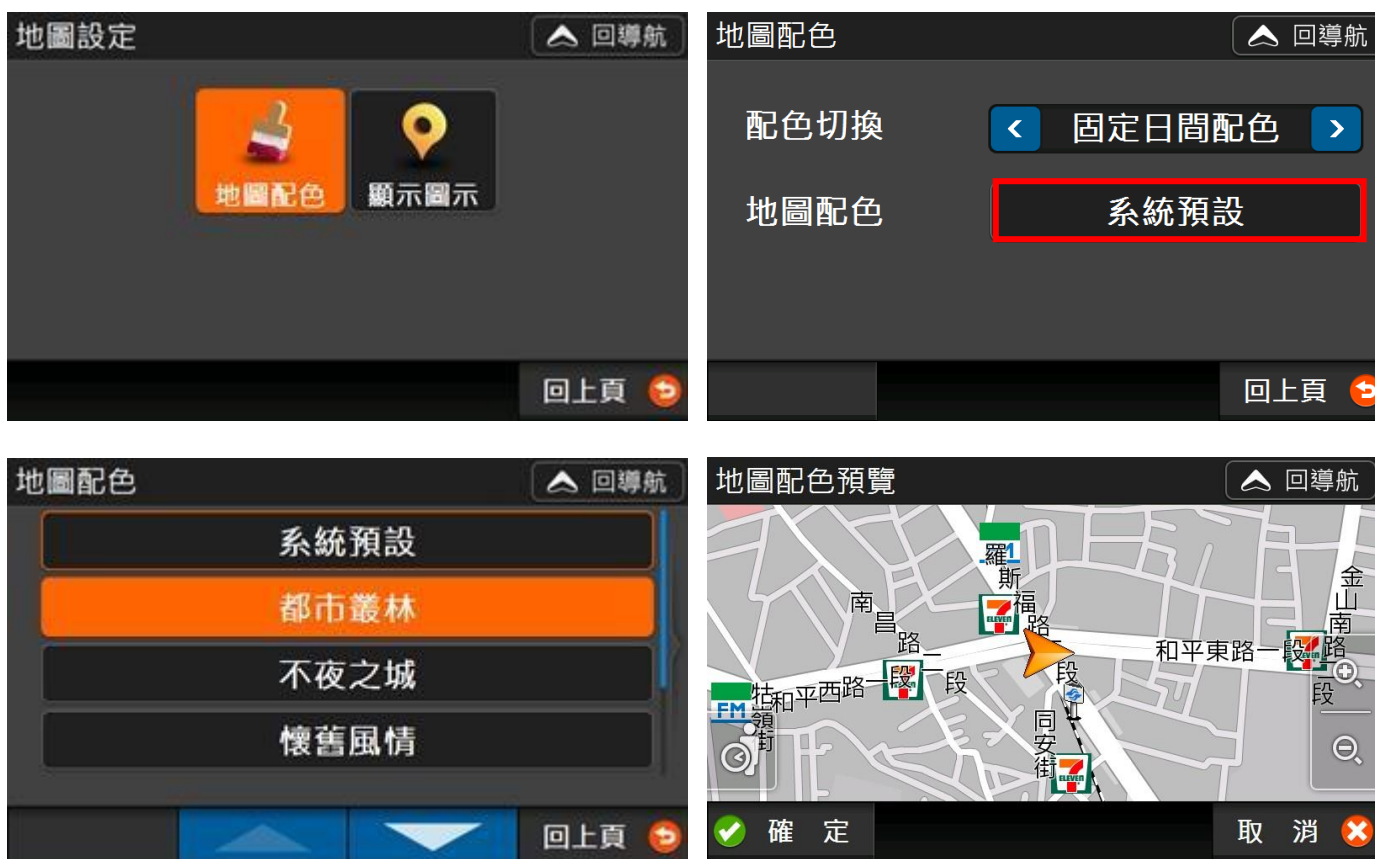 地圖設定
回導航
地圖配色
顯示圖示
回上頁
地圖配色
回導航
配色切換
固定日間配色
地圖配色
系統預設
回上頁
地圖配色
回導航
系統預設
都市叢林
不夜之城
懷舊風情
回上頁
地圖配色預覽
回導航
羅斯福路一段
南昌路一段
和平東路一段
金山南路一段
和平西路一段
牯嶺街
同安街
FM
ELEVEN
ELEVEN
確定
取消